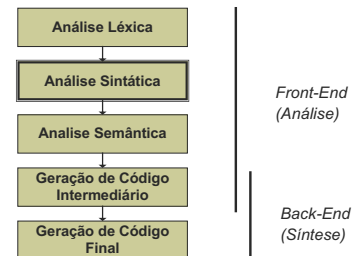 Análise Léxica
Análise Sintática
Analise Semântica
Geração de Código
Intermediário
Geração de Código
Final
Front-End
(Análise)
Back-End
(Síntese)